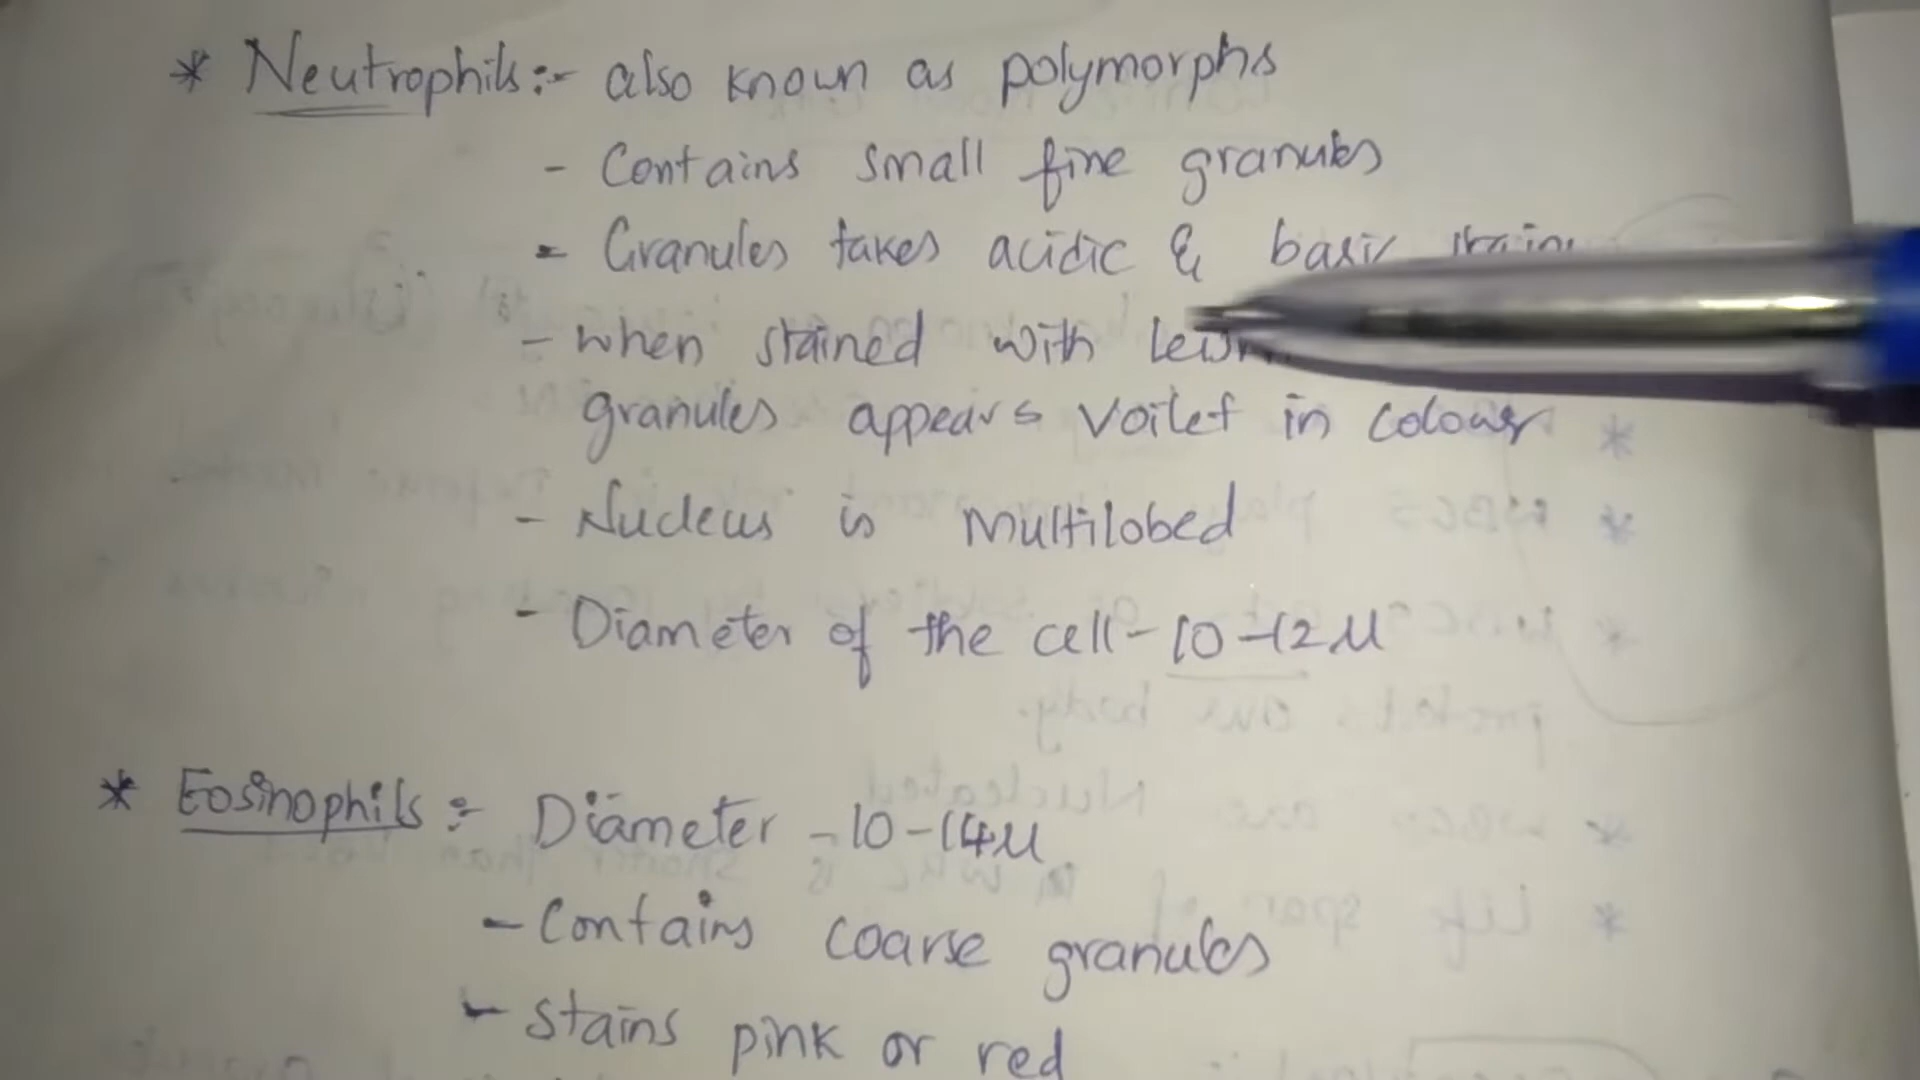 * Neutrophils:- also known as polymorphs
- Contains small fine granules
- Granules takes acidic & basic
- when stained with
granules appears voilet in colour
- Nucleus is multilobed
- Diameter of the cell - 10-12µ
* Eosinophils:- Diameter - 10-14µ
- Contains coarse granules
- stains pink or red